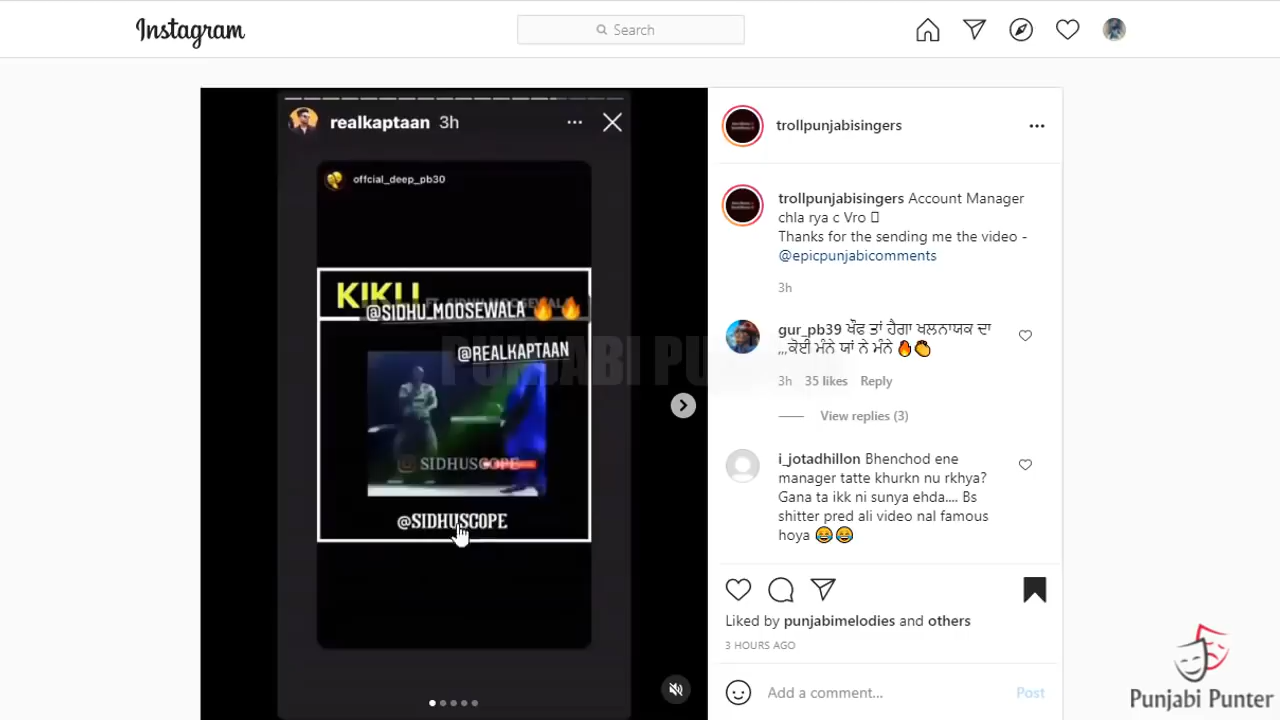 Instagram
Search
realkaptaan 3h
offcial_deep_pb30
KIKU
@SIDHU_MOOSEWALA 🔥🔥
@REALKAPTAAN
PUNJABI PU
SIDHUSCOPE
@SIDHUSCOPE
trollpunjabisingers
trollpunjabisingers Account Manager
chla rya c Vro
Thanks for the sending me the video -
@epicpunjabicomments
3h
gur_pb39 ਖੌਫ ਤਾਂ ਹੈਗਾ ਖਲਨਾਯਕ ਦਾ
,,,ਕੋਈ ਮੰਨੇ ਯਾਂ ਨੇ ਮੰਨੇ 🔥👏
3h 35 likes Reply
View replies (3)
i_jotadhillon Bhenchod ene
manager tatte khurkn nu rkhya?
Gana ta ikk ni sunya ehda.... Bs
shitter pred ali video nal famous
hoya 😂😂
Liked by punjabimelodies and others
3 HOURS AGO
Add a comment... Post
Punjabi Punter